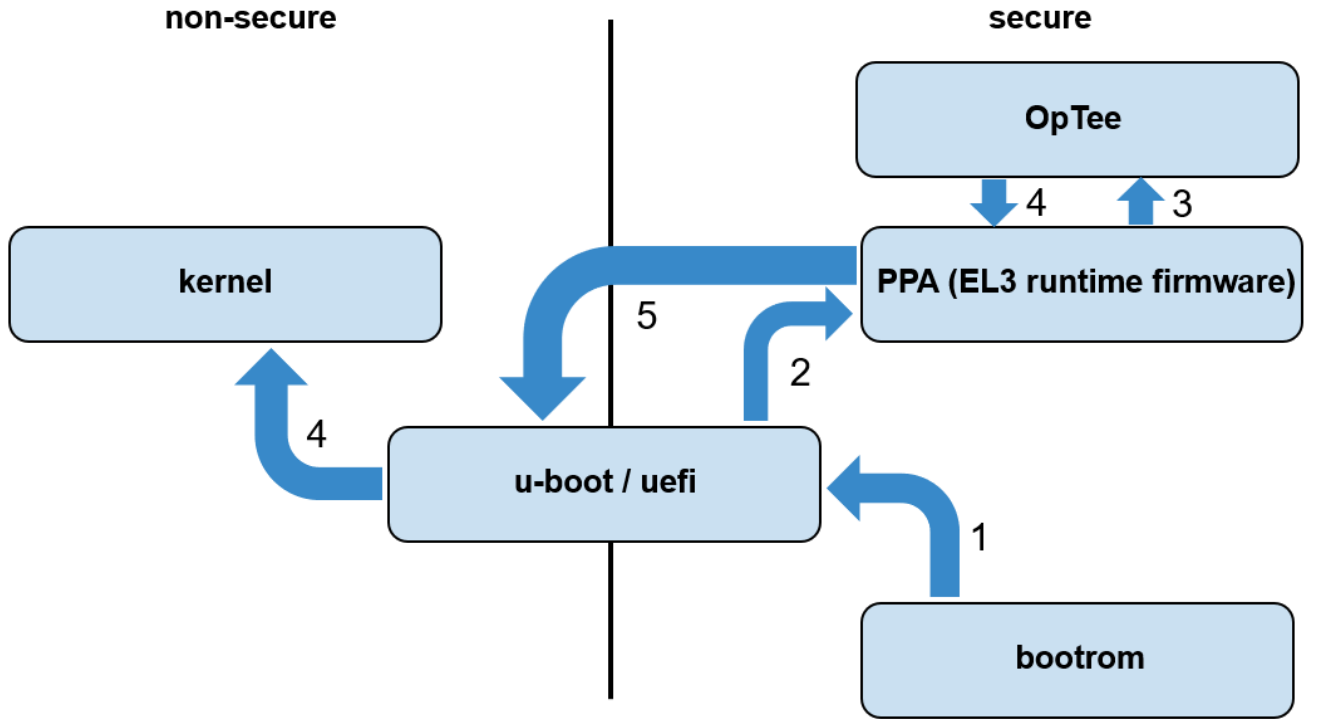 non-secure
secure
OpTee
4
3
kernel
PPA (EL3 runtime firmware)
5
2
4
u-boot / uefi
1
bootrom